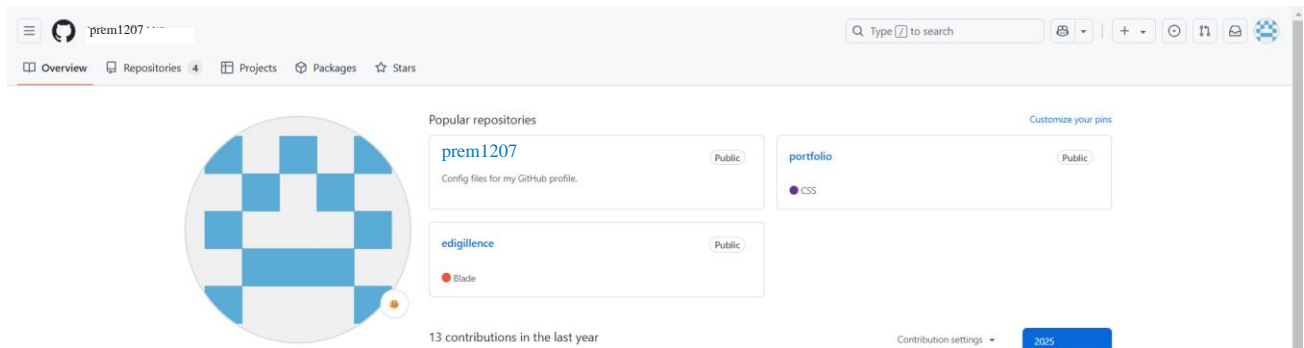 prem1207
Type / to search
Overview Repositories 4 Projects Packages Stars
Popular repositories Customize your pins
prem1207 Public
Config files for my GitHub profile.
portfolio Public
CSS
edigillence Public
Blade
13 contributions in the last year Contribution settings 2025